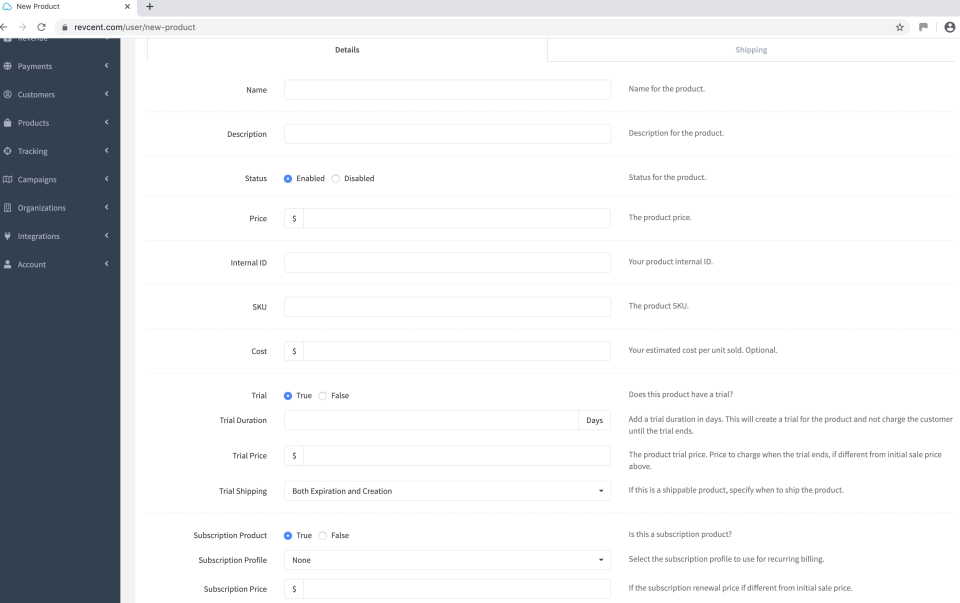 New Product
revcent.com/user/new-product
Revenue
Details
Shipping
Payments
Customers
Products
Tracking
Campaigns
Organizations
Integrations
Account
Name
Name for the product.
Description
Description for the product.
Status
Enabled
Disabled
Status for the product.
Price
$
The product price.
Internal ID
Your product internal ID.
SKU
The product SKU.
Cost
$
Your estimated cost per unit sold. Optional.
Trial
True
False
Does this product have a trial?
Trial Duration
Days
Add a trial duration in days. This will create a trial for the product and not charge the customer
until the trial ends.
Trial Price
$
The product trial price. Price to charge when the trial ends, if different from initial sale price
above.
Trial Shipping
Both Expiration and Creation
If this is a shippable product, specify when to ship the product.
Subscription Product
True
False
Is this a subscription product?
Subscription Profile
None
Select the subscription profile to use for recurring billing.
Subscription Price
$
If the subscription renewal price if different from initial sale price.